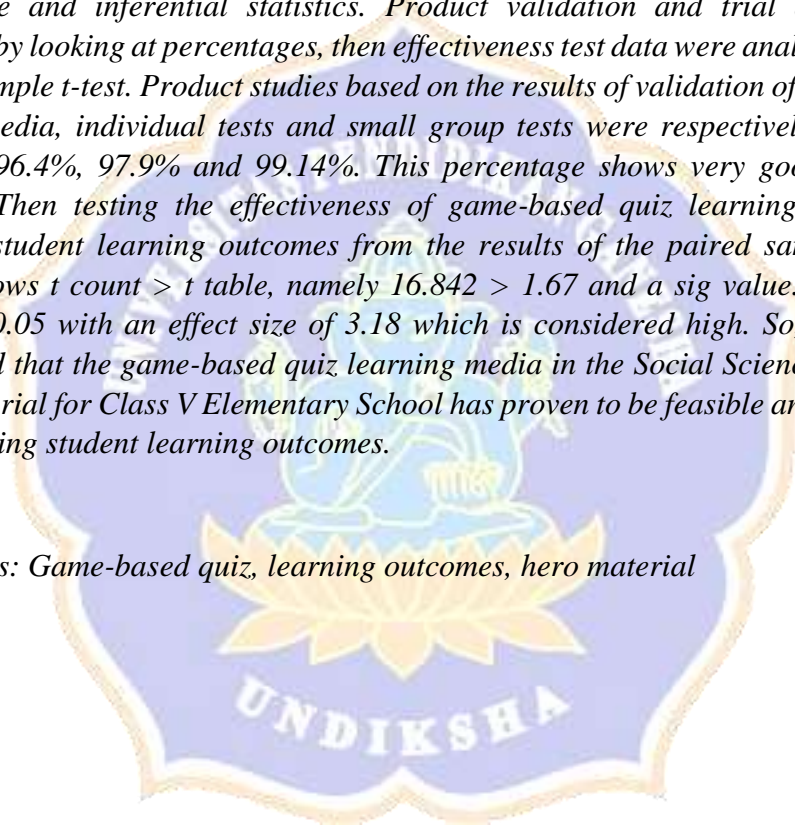 e and inferential statistics. Product validation and trial
by looking at percentages, then effectiveness test data were anal
mple t-test. Product studies based on the results of validation of
edia, individual tests and small group tests were respectivel
96.4%, 97.9% and 99.14%. This percentage shows very goo
Then testing the effectiveness of game-based quiz learning
student learning outcomes from the results of the paired sa
ows t count > t table, namely 16.842 > 1.67 and a sig value.
0.05 with an effect size of 3.18 which is considered high. So
d that the game-based quiz learning media in the Social Scienc
erial for Class V Elementary School has proven to be feasible an
ing student learning outcomes.
s: Game-based quiz, learning outcomes, hero material
UNIVERSITAS PENDIDIKAN GANESHA
UNDIKSHA